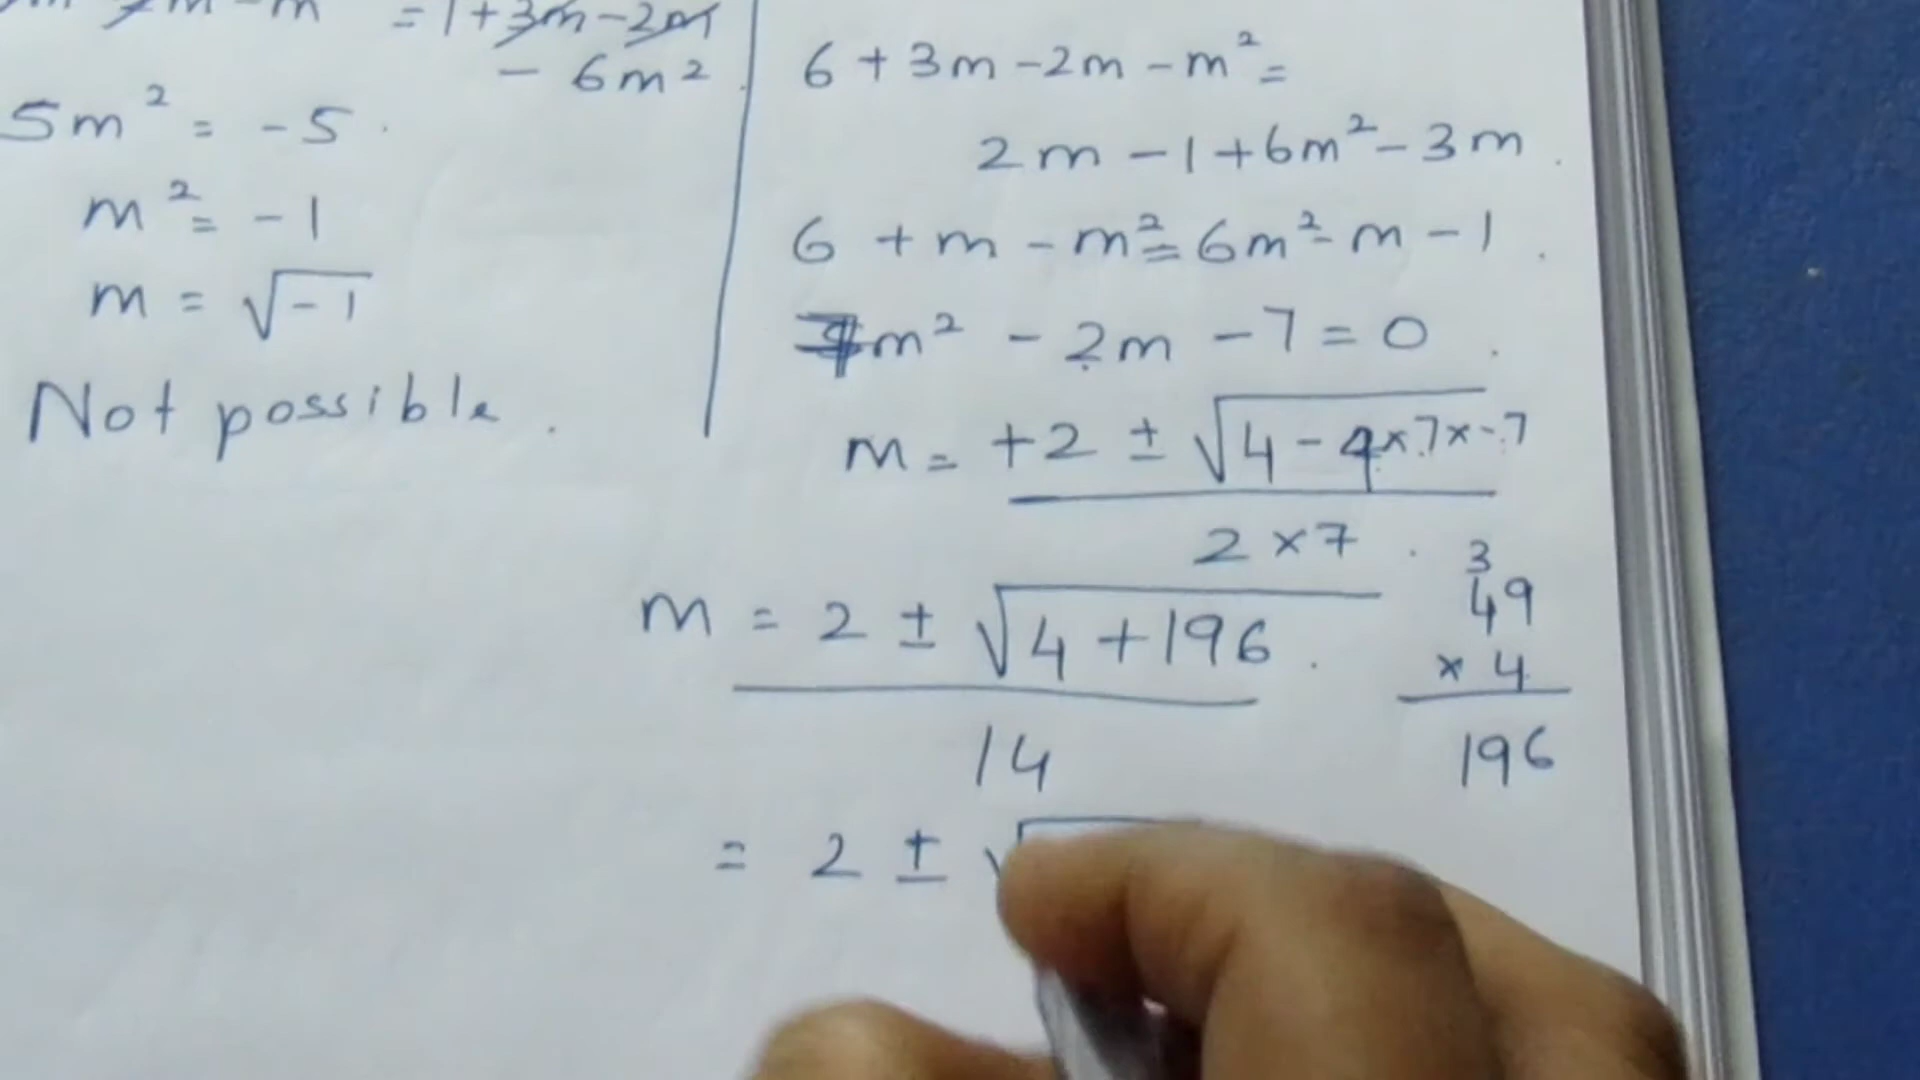 = 1 + 3m - 2m
- 6m²
5m² = -5
m² = -1
m = √-1
Not possible.
6 + 3m - 2m - m² =
2m - 1 + 6m² - 3m
6 + m - m² = 6m² - m - 1
7m² - 2m - 7 = 0
m = +2 ± √4 - 4×7×-7
2 × 7
m = 2 ± √4 + 196
14
= 2 ± √
3
49
× 4
196